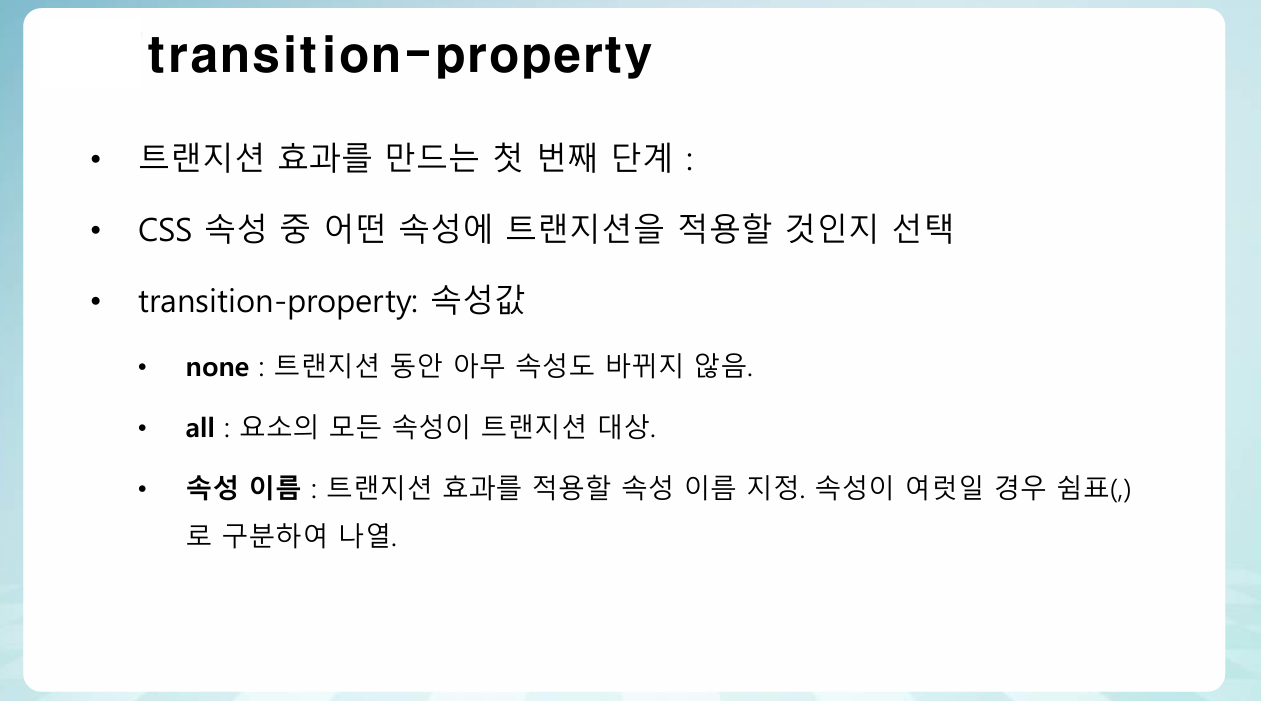 transition-property
• 트랜지션 효과를 만드는 첫 번째 단계 :
• CSS 속성 중 어떤 속성에 트랜지션을 적용할 것인지 선택
• transition-property: 속성값
• none : 트랜지션 동안 아무 속성도 바뀌지 않음.
• all : 요소의 모든 속성이 트랜지션 대상.
• 속성 이름 : 트랜지션 효과를 적용할 속성 이름 지정. 속성이 여럿일 경우 쉼표(,)
로 구분하여 나열.